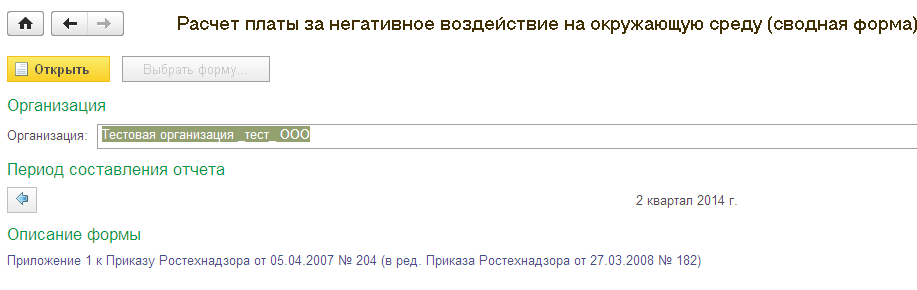 Расчет платы за негативное воздействие на окружающую среду (сводная форма)
Открыть
Выбрать форму...
Организация
Организация: Тестовая организация _тест_ООО
Период составления отчета
2 квартал 2014 г.
Описание формы
Приложение 1 к Приказу Ростехнадзора от 05.04.2007 № 204 (в ред. Приказа Ростехнадзора от 27.03.2008 № 182)